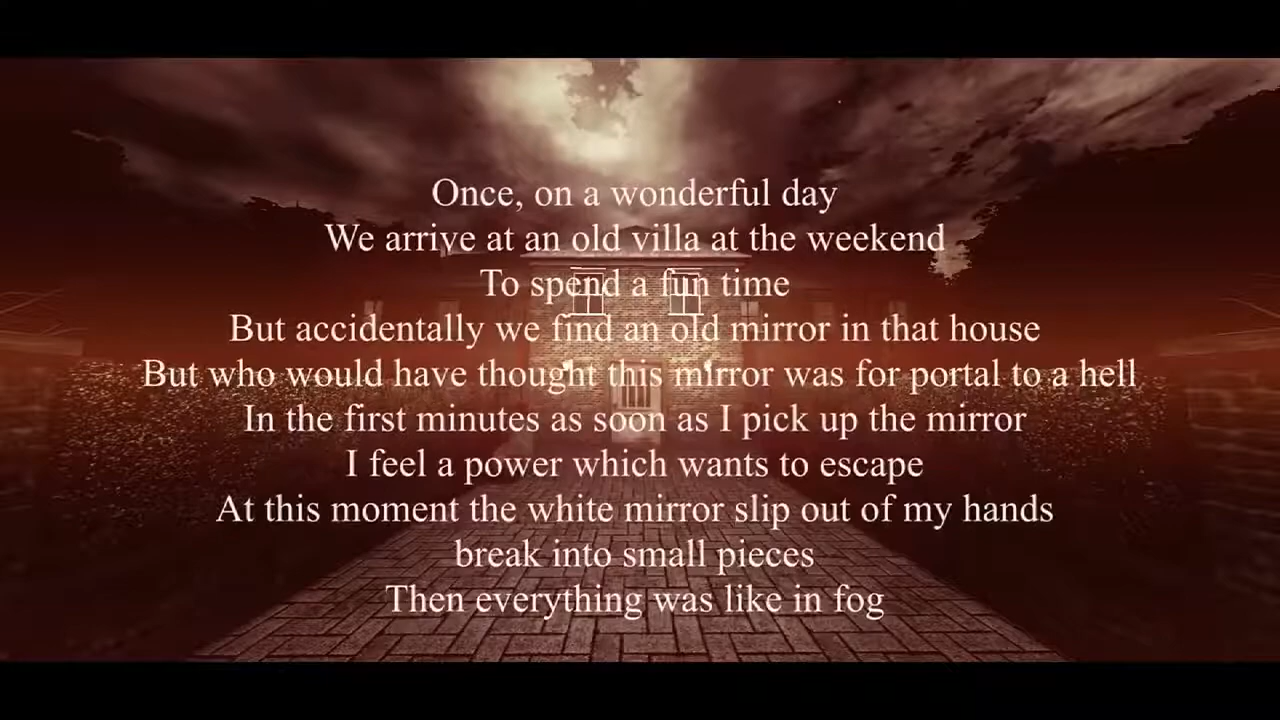 Once, on a wonderful day
We arrive at an old villa at the weekend
To spend a fun time
But accidentally we find an old mirror in that house
But who would have thought this mirror was for portal to a hell
In the first minutes as soon as I pick up the mirror
I feel a power which wants to escape
At this moment the white mirror slip out of my hands
break into small pieces
Then everything was like in fog